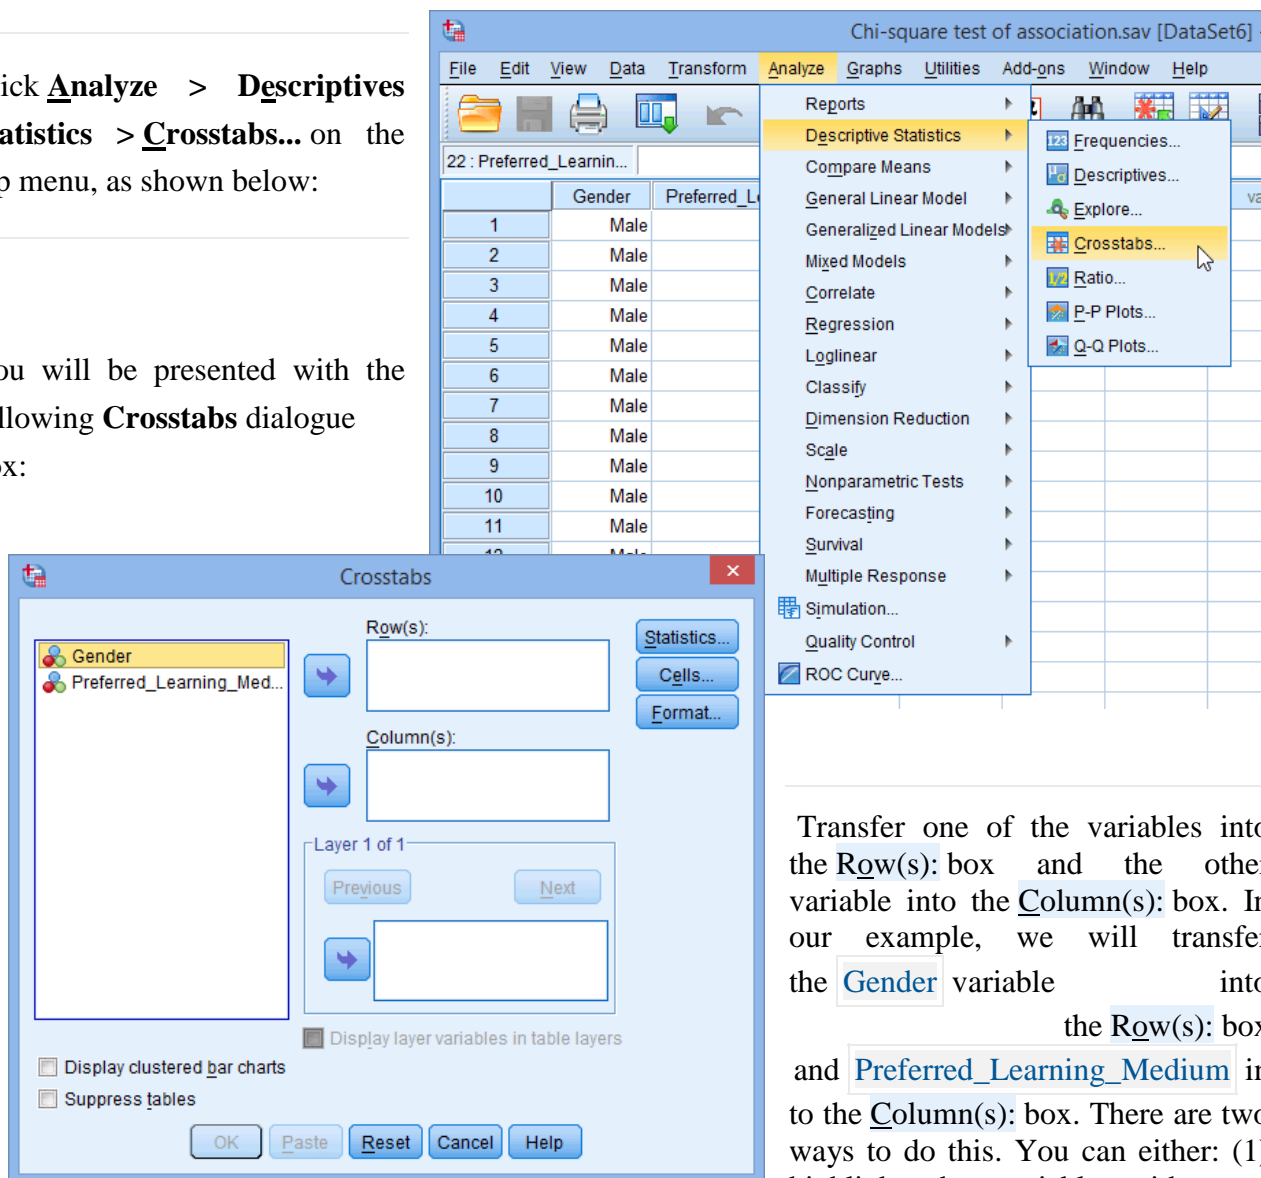 ick Analyze > Descriptives
atistics > Crosstabs... on the
p menu, as shown below:
ou will be presented with the
llowing Crosstabs dialogue
ox:
Chi-square test of association.sav [DataSet6]
File Edit View Data Transform Analyze Graphs Utilities Add-ons Window Help
22 : Preferred_Learnin...
Gender Preferred_L
1 Male
2 Male
3 Male
4 Male
5 Male
6 Male
7 Male
8 Male
9 Male
10 Male
11 Male
Reports
Descriptive Statistics
Compare Means
General Linear Model
Generalized Linear Models
Mixed Models
Correlate
Regression
Loglinear
Classify
Dimension Reduction
Scale
Nonparametric Tests
Forecasting
Survival
Multiple Response
Simulation...
Quality Control
ROC Curve...
Frequencies...
Descriptives...
Explore...
Crosstabs...
Ratio...
P-P Plots...
Q-Q Plots...
va
Crosstabs
Gender
Preferred_Learning_Med...
Row(s):
Column(s):
Layer 1 of 1
Previous Next
Display layer variables in table layers
Statistics...
Cells...
Format...
Display clustered bar charts
Suppress tables
OK Paste Reset Cancel Help
Transfer one of the variables into
the Row(s): box and the other
variable into the Column(s): box. In
our example, we will transfer
the Gender variable into
the Row(s): box
and Preferred_Learning_Medium in
to the Column(s): box. There are two
ways to do this. You can either: (1)